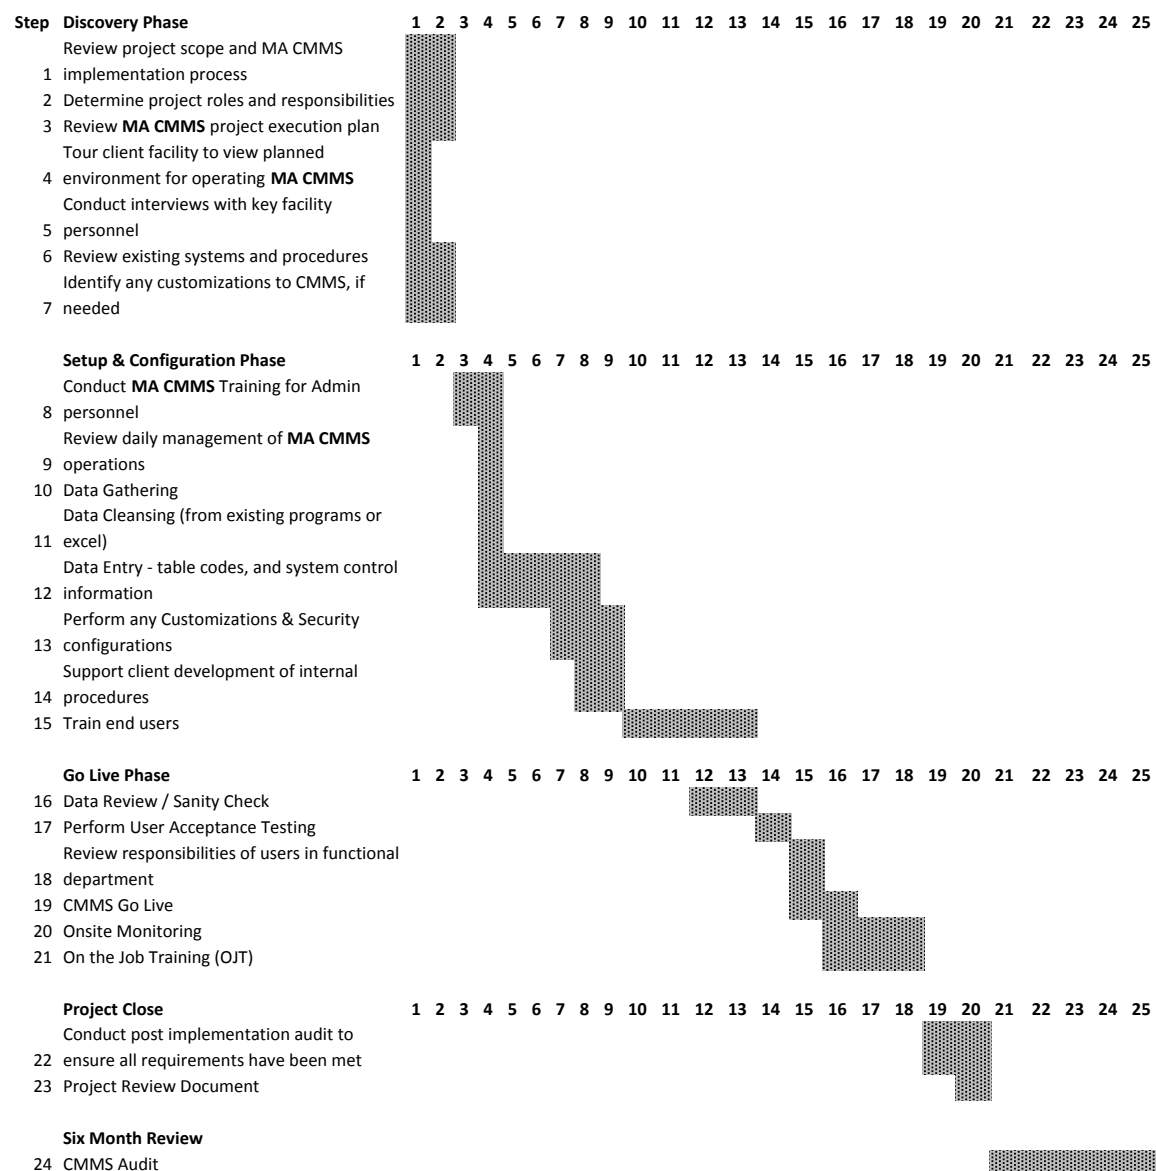 Step Discovery Phase 1 2 3 4 5 6 7 8 9 10 11 12 13 14 15 16 17 18 19 20 21 22 23 24 25
Review project scope and MA CMMS
1 implementation process
2 Determine project roles and responsibilities
3 Review MA CMMS project execution plan
Tour client facility to view planned
4 environment for operating MA CMMS
Conduct interviews with key facility
5 personnel
6 Review existing systems and procedures
Identify any customizations to CMMS, if
7 needed
Setup & Configuration Phase 1 2 3 4 5 6 7 8 9 10 11 12 13 14 15 16 17 18 19 20 21 22 23 24 25
Conduct MA CMMS Training for Admin
8 personnel
Review daily management of MA CMMS
9 operations
10 Data Gathering
Data Cleansing (from existing programs or
11 excel)
Data Entry - table codes, and system control
12 information
Perform any Customizations & Security
13 configurations
Support client development of internal
14 procedures
15 Train end users
Go Live Phase 1 2 3 4 5 6 7 8 9 10 11 12 13 14 15 16 17 18 19 20 21 22 23 24 25
16 Data Review / Sanity Check
17 Perform User Acceptance Testing
Review responsibilities of users in functional
18 department
19 CMMS Go Live
20 Onsite Monitoring
21 On the Job Training (OJT)
Project Close 1 2 3 4 5 6 7 8 9 10 11 12 13 14 15 16 17 18 19 20 21 22 23 24 25
Conduct post implementation audit to
22 ensure all requirements have been met
23 Project Review Document
Six Month Review
24 CMMS Audit